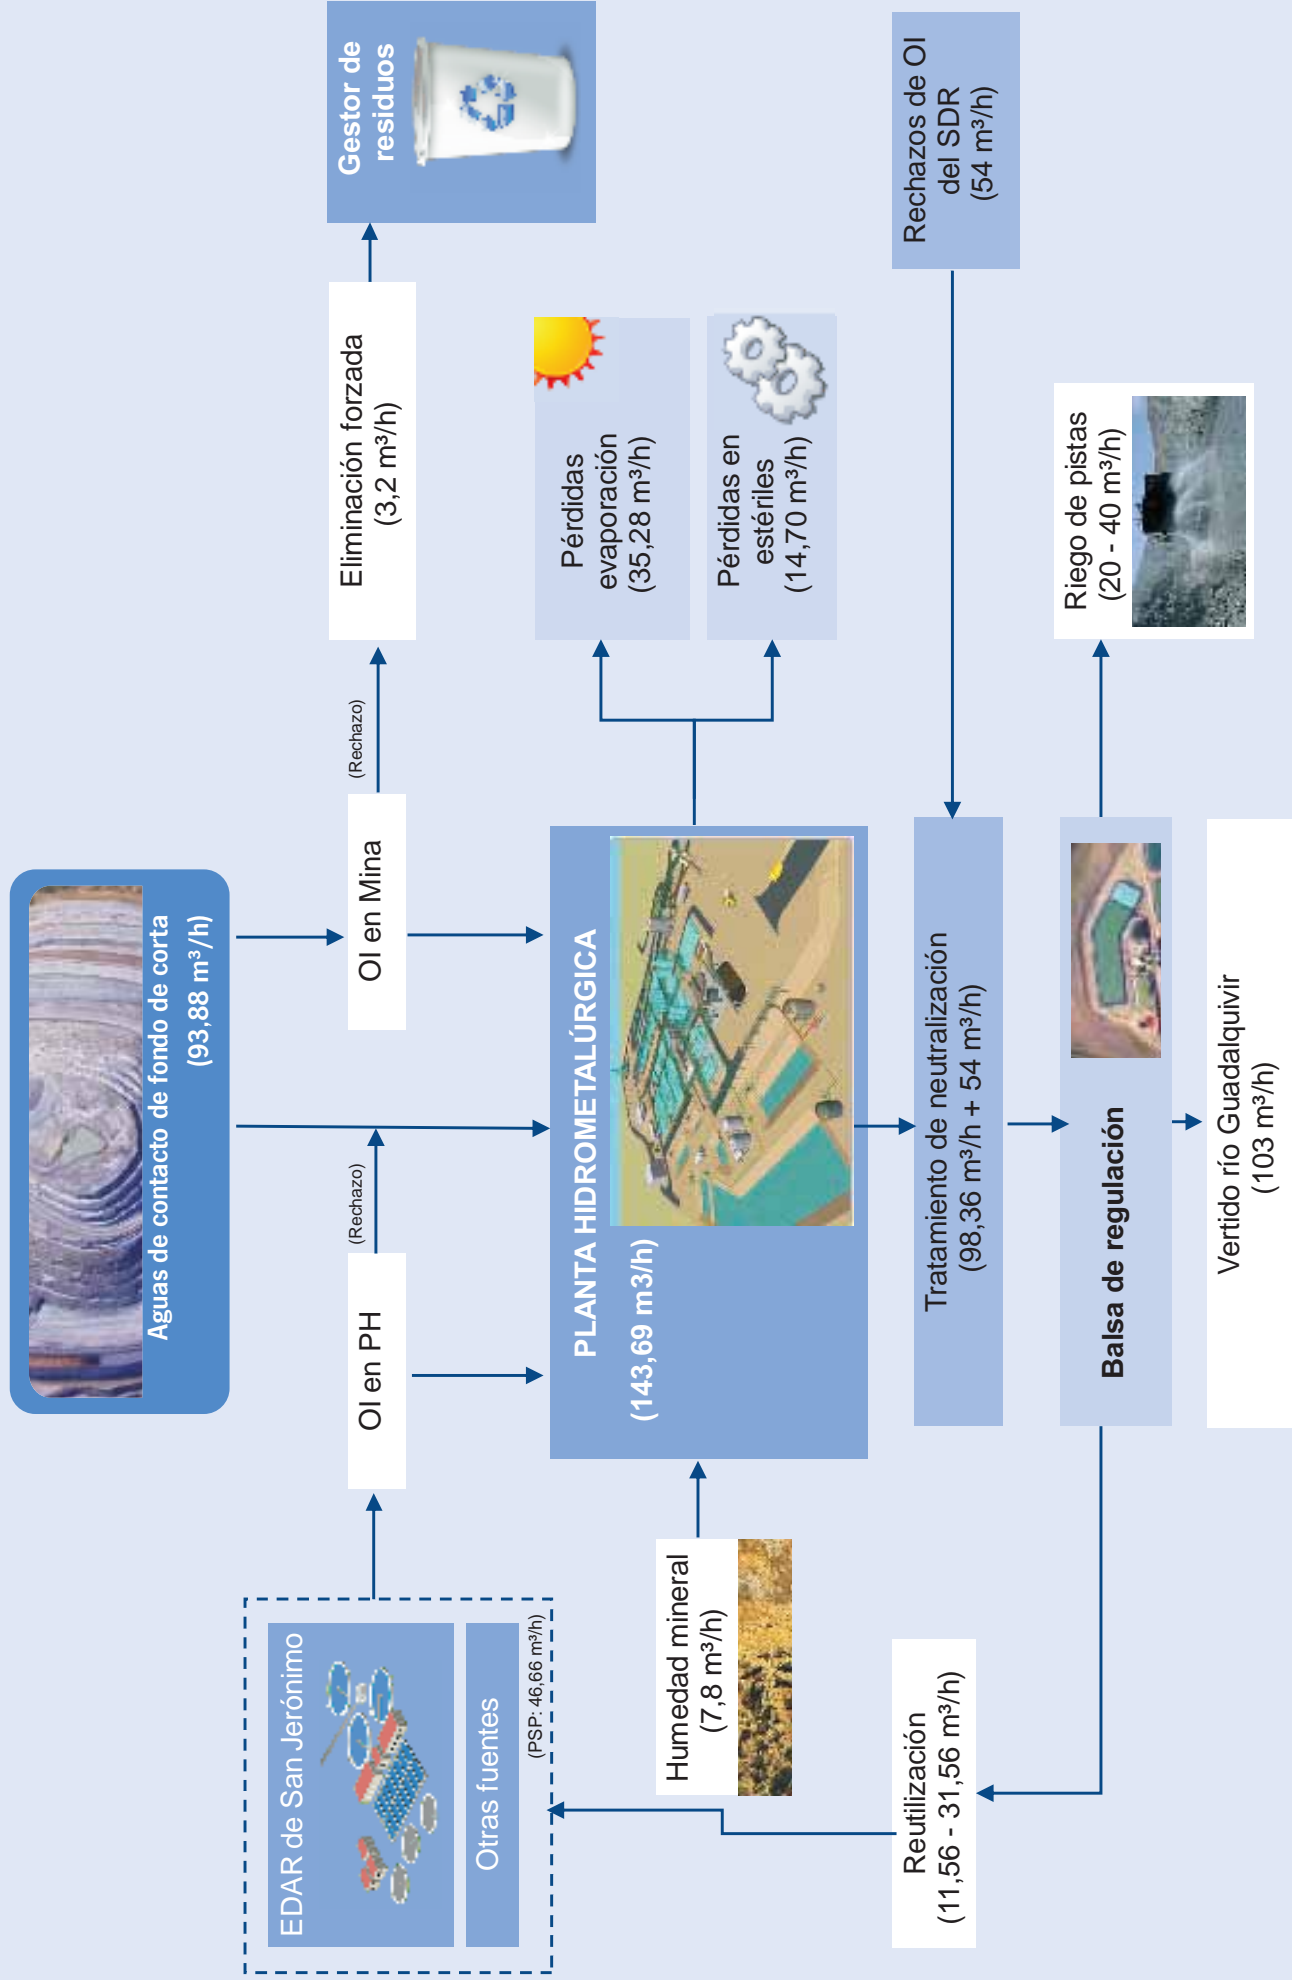 Aguas de contacto de fondo de corta
(93,88 m³/h)
EDAR de San Jerónimo
Otras fuentes
(PSP: 46,66 m³/h)
OI en PH
(Rechazo)
OI en Mina
(Rechazo)
Eliminación forzada
(3,2 m³/h)
Gestor de
residuos
Humedad mineral
(7,8 m³/h)
PLANTA HIDROMETALÚRGICA
(143,69 m3/h)
Pérdidas
evaporación
(35,28 m³/h)
Pérdidas en
estériles
(14,70 m³/h)
Reutilización
(11,56 - 31,56 m³/h)
Tratamiento de neutralización
(98,36 m³/h + 54 m³/h)
Rechazos de OI
del SDR
(54 m³/h)
Balsa de regulación
Riego de pistas
(20 - 40 m³/h)
Vertido río Guadalquivir
(103 m³/h)